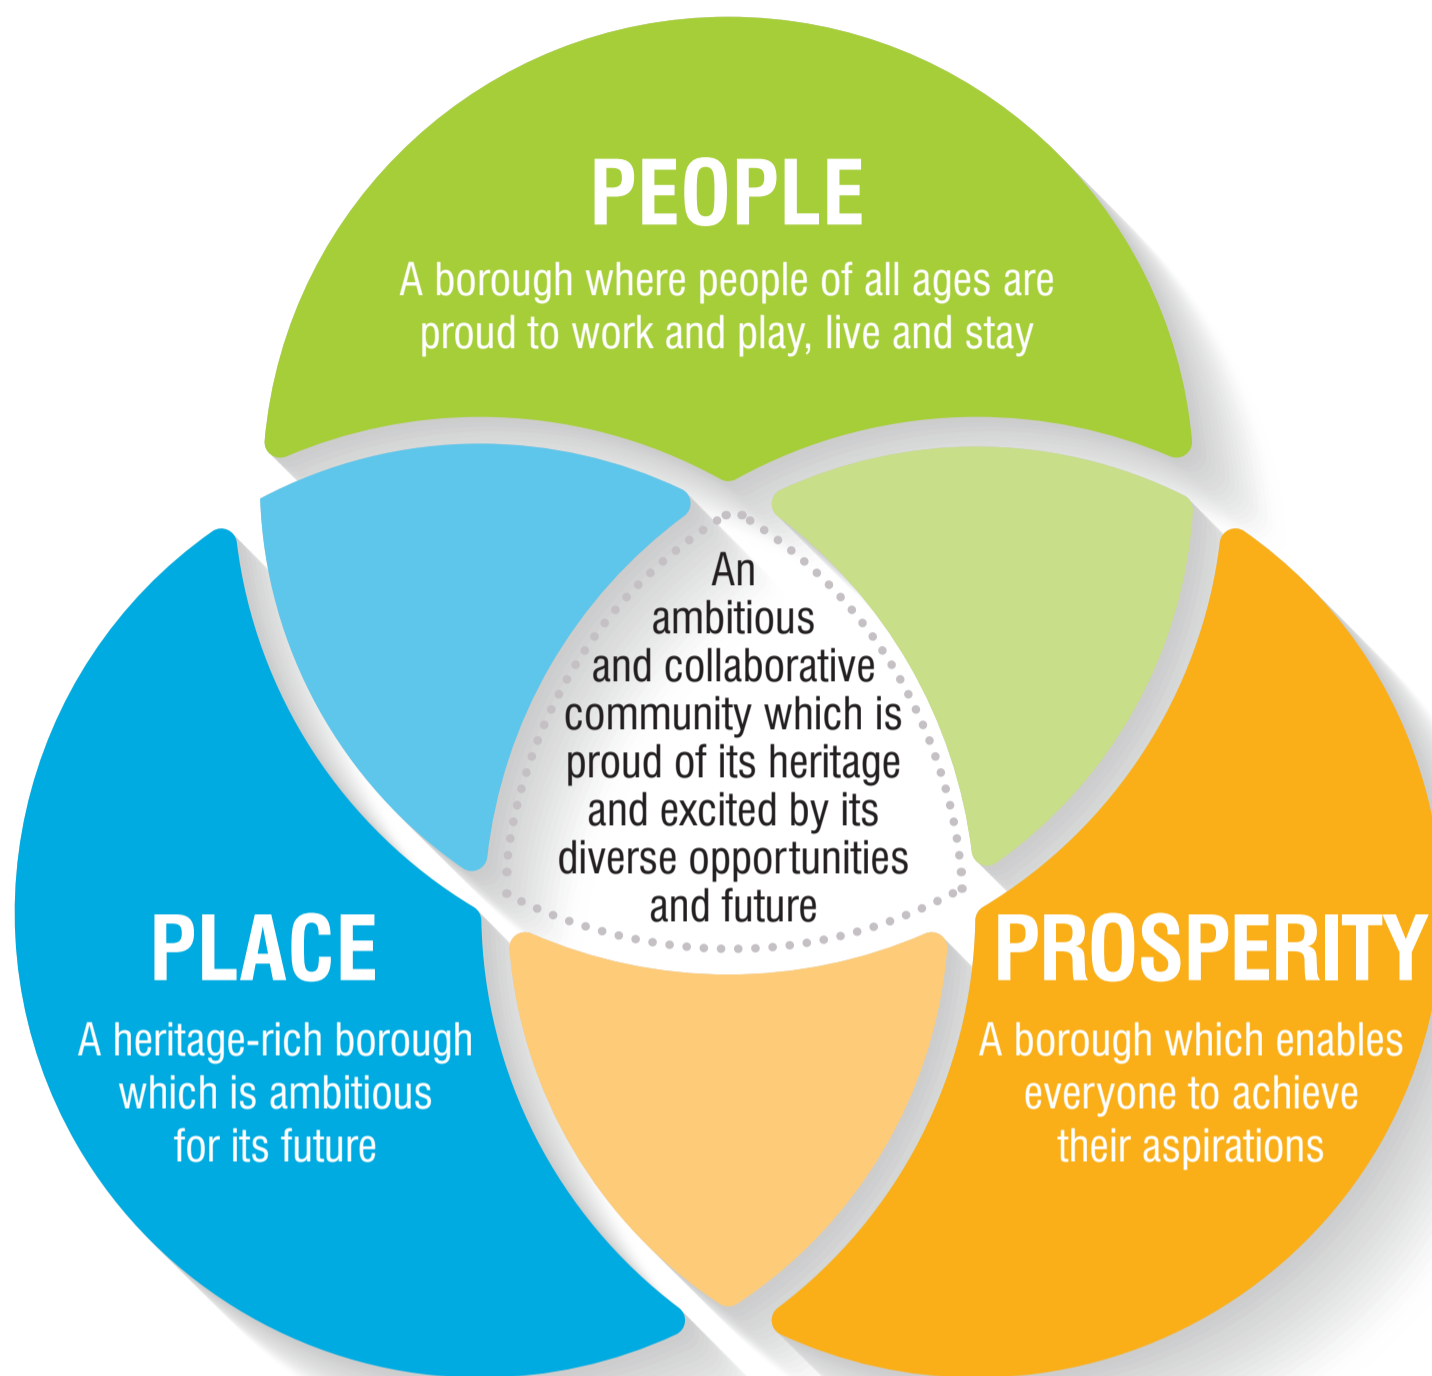 PEOPLE
A borough where people of all ages are
proud to work and play, live and stay
An
ambitious
and collaborative
community which is
proud of its heritage
and excited by its
diverse opportunities
and future
PLACE
A heritage-rich borough
which is ambitious
for its future
PROSPERITY
A borough which enables
everyone to achieve
their aspirations